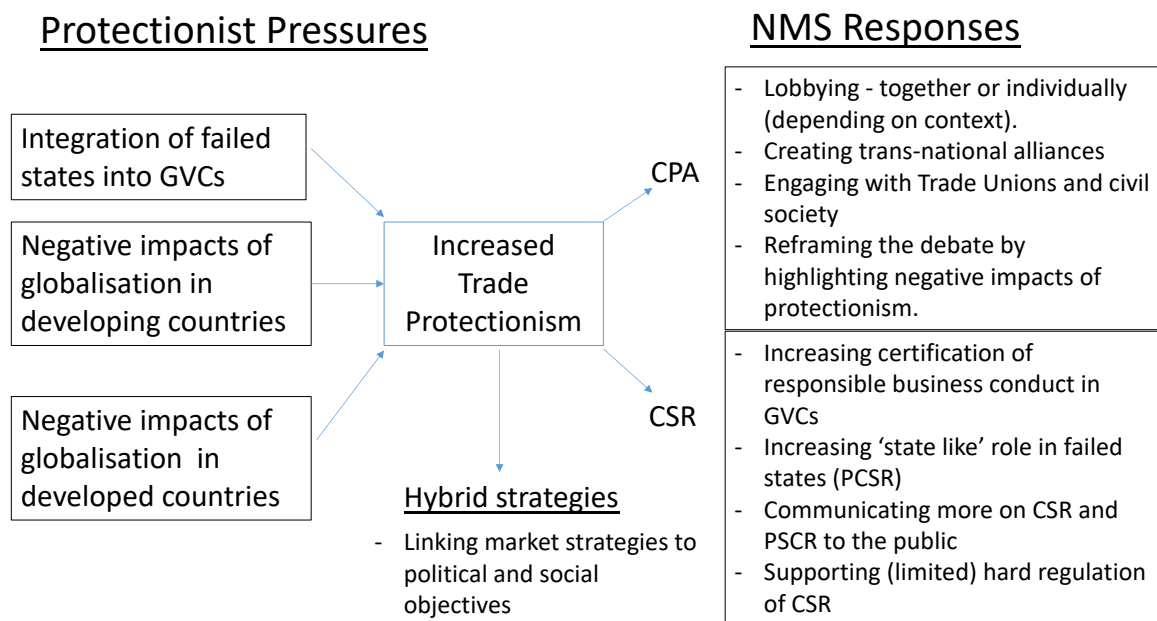 Protectionist Pressures
NMS Responses
Integration of failed
states into GVCs
Negative impacts of
globalisation in
developing countries
Negative impacts of
globalisation in
developed countries
Increased
Trade
Protectionism
CPA
CSR
Hybrid strategies
- Linking market strategies to
political and social
objectives
- Lobbying - together or individually
(depending on context).
- Creating trans-national alliances
- Engaging with Trade Unions and civil
society
- Reframing the debate by
highlighting negative impacts of
protectionism.
- Increasing certification of
responsible business conduct in
GVCs
- Increasing ‘state like’ role in failed
states (PCSR)
- Communicating more on CSR and
PSCR to the public
- Supporting (limited) hard regulation
of CSR